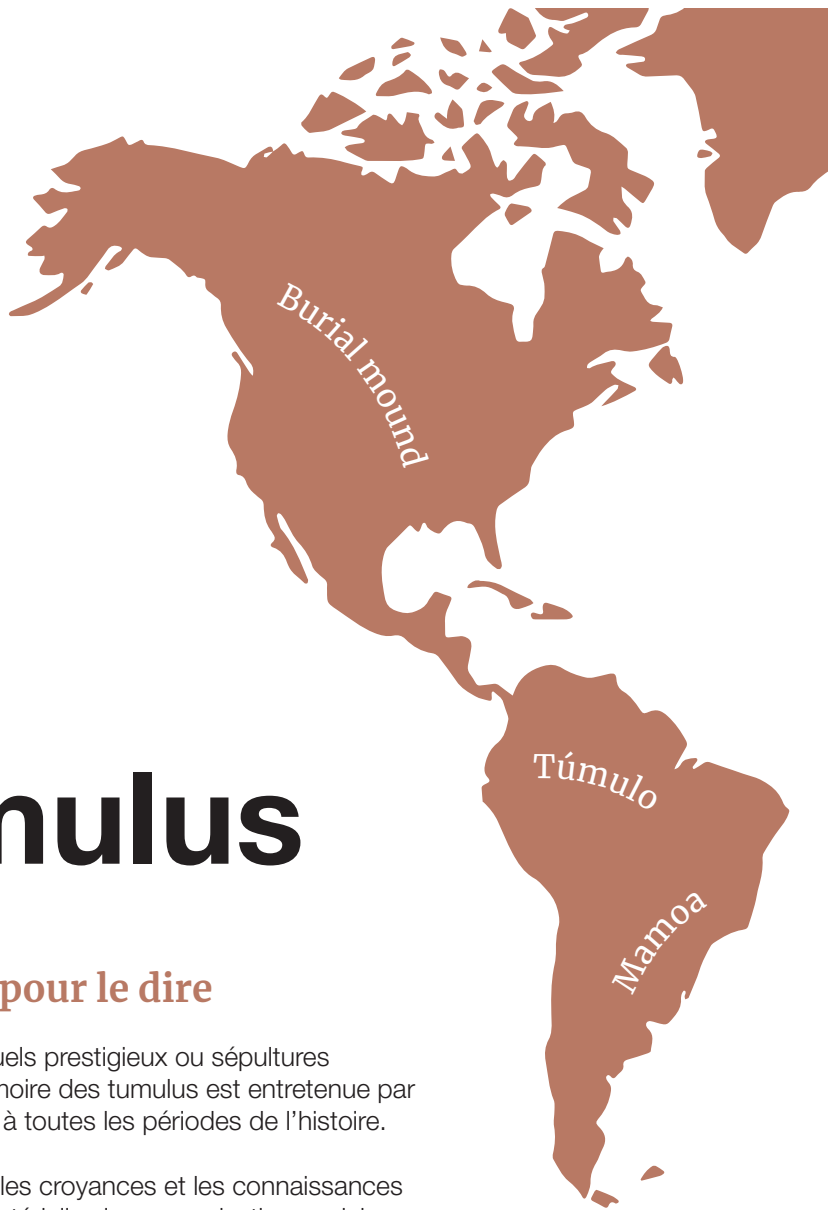 Burial mound
Túmulo
Mamoa
mulus
pour le dire
uels prestigieux ou sépultures
noire des tumulus est entretenue par
à toutes les périodes de l'histoire.
les croyances et les connaissances